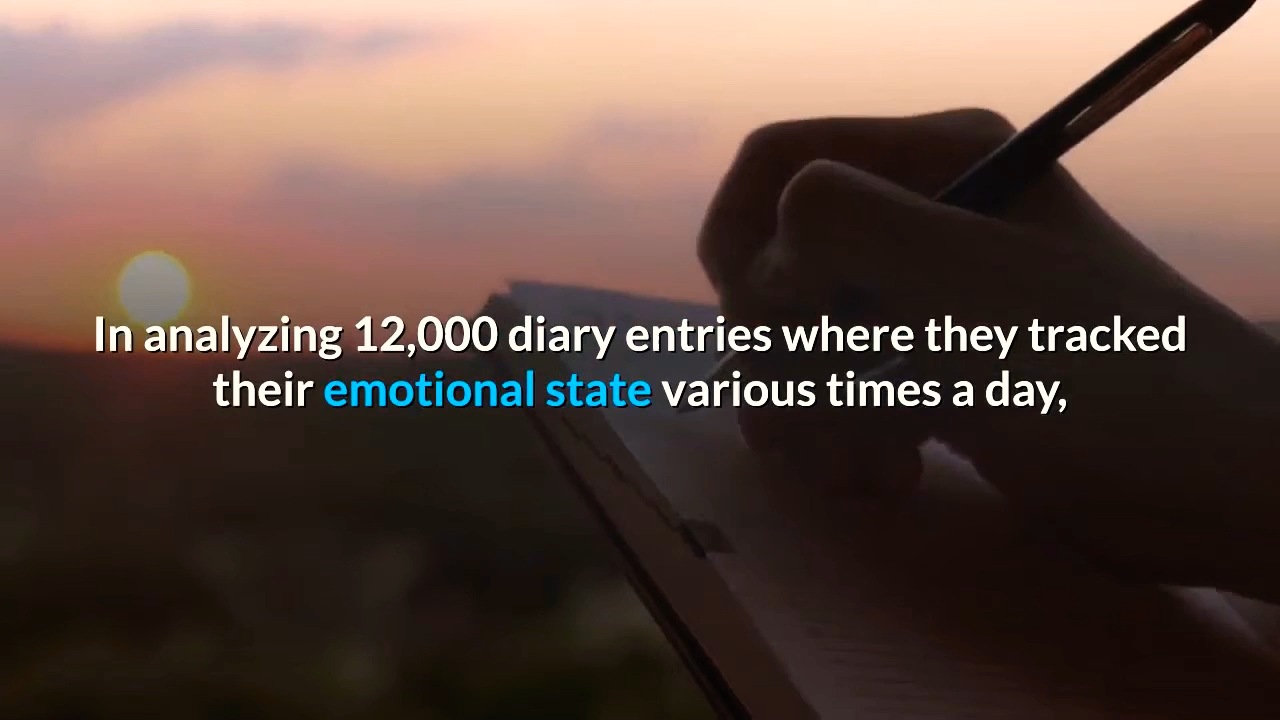 In analyzing 12,000 diary entries where they tracked
their emotional state various times a day,